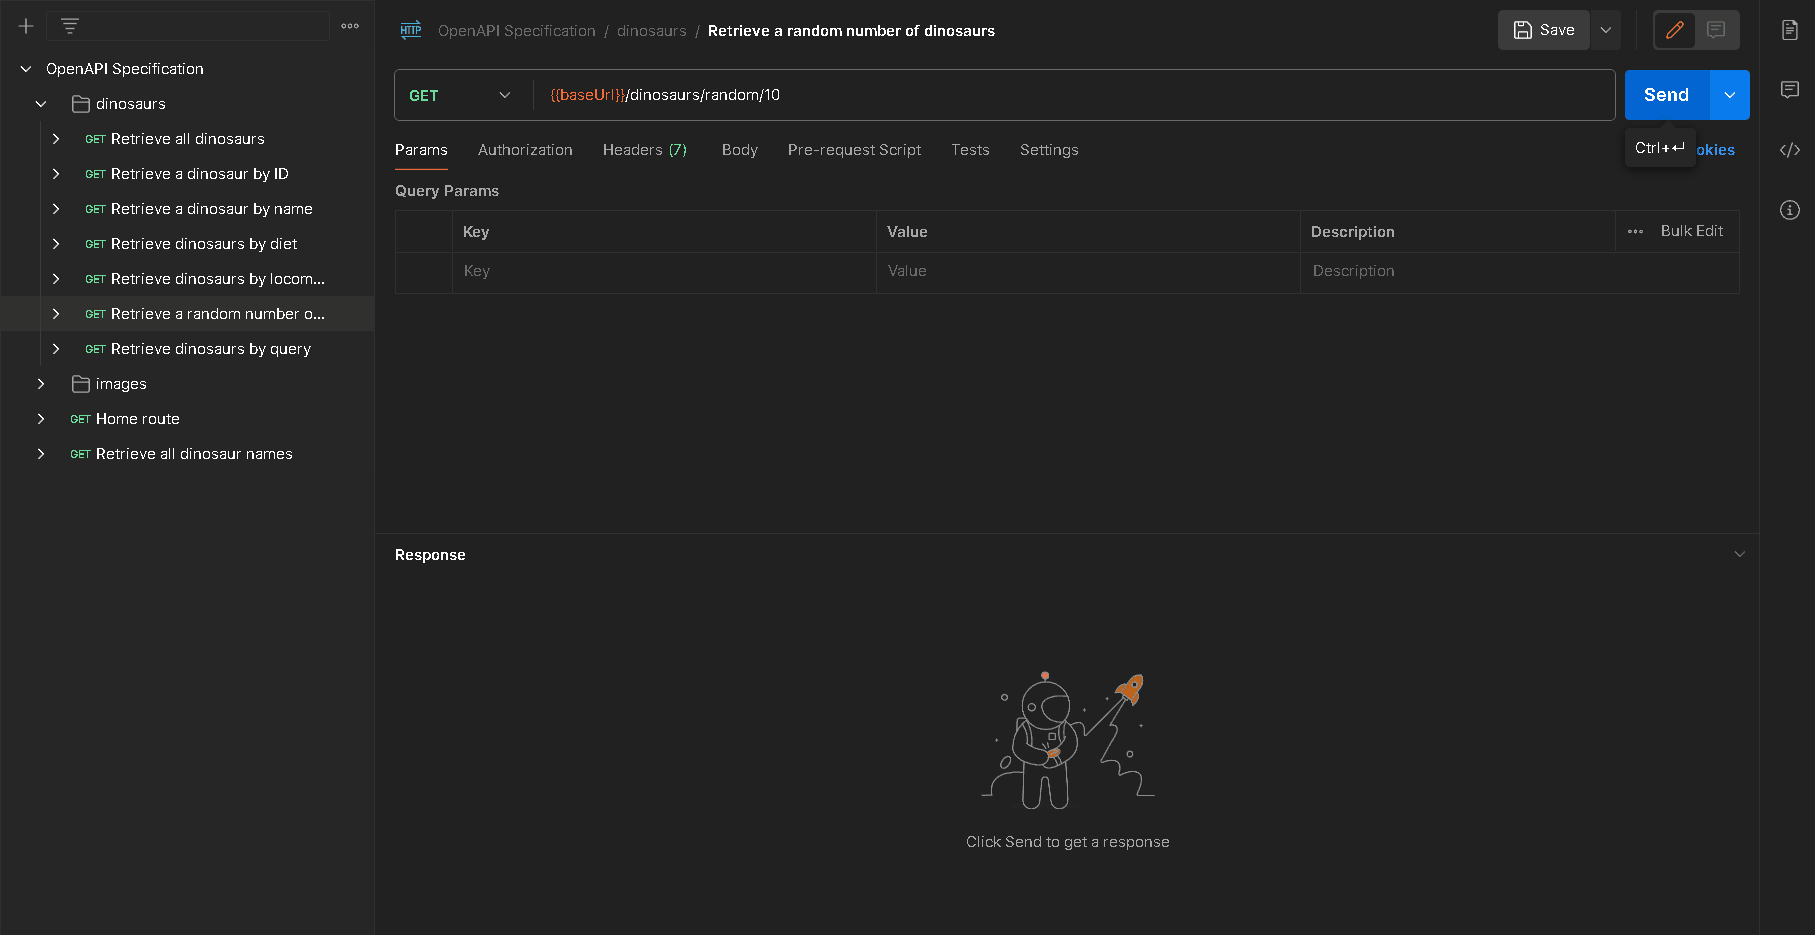 OpenAPI Specification
dinosaurs
GET Retrieve all dinosaurs
GET Retrieve a dinosaur by ID
GET Retrieve a dinosaur by name
GET Retrieve dinosaurs by diet
GET Retrieve dinosaurs by locom...
GET Retrieve a random number o...
GET Retrieve dinosaurs by query
images
GET Home route
GET Retrieve all dinosaur names
HTTP OpenAPI Specification / dinosaurs / Retrieve a random number of dinosaurs
Save
GET {{baseUrl}}/dinosaurs/random/10
Send
Params Authorization Headers (7) Body Pre-request Script Tests Settings
Ctrl+↵ okies
Query Params
Key Value Description Bulk Edit
Key Value Description
Response
Click Send to get a response